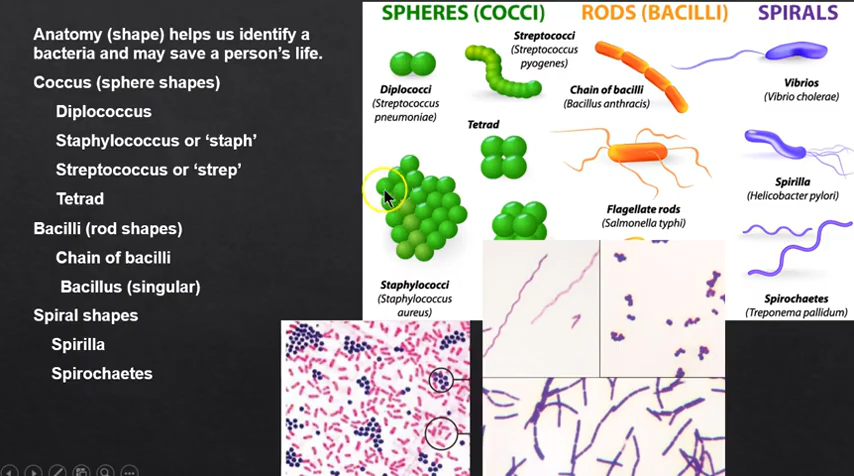 Anatomy (shape) helps us identify a
bacteria and may save a person's life.
Coccus (sphere shapes)
Diplococcus
Staphylococcus or 'staph'
Streptococcus or 'strep'
Tetrad
Bacilli (rod shapes)
Chain of bacilli
Bacillus (singular)
Spiral shapes
Spirilla
Spirochaetes
SPHERES (COCCI)
Diplococci
(Streptococcus
pneumoniae)
Streptococci
(Streptococcus
pyogenes)
Tetrad
Staphylococci
(Staphylococcus
aureus)
RODS (BACILLI)
Chain of bacilli
(Bacillus anthracis)
Flagellate rods
(Salmonella typhi)
SPIRALS
Vibrios
(Vibrio cholerae)
Spirilla
(Helicobacter pylori)
Spirochaetes
(Treponema pallidum)